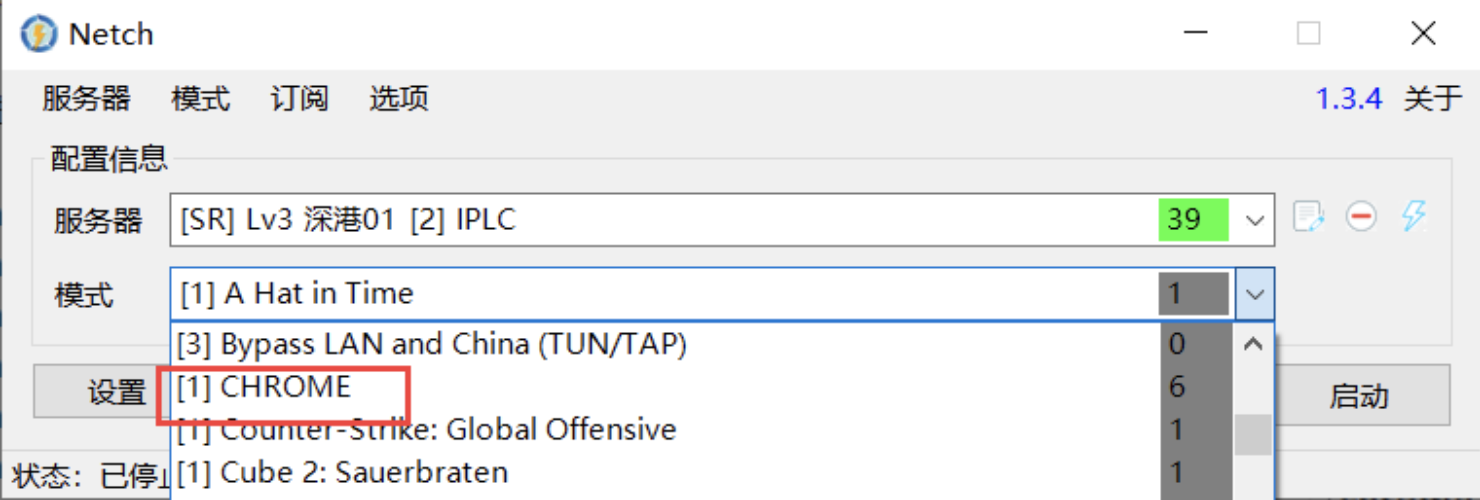 Netch
服务器 模式 订阅 选项 1.3.4 关于
配置信息
服务器 [SR] Lv3 深港01 [2] IPLC 39
模式 [1] A Hat in Time 1
[3] Bypass LAN and China (TUN/TAP) 0
设置 [1] CHROME 6 启动
[1] Counter-Strike: Global Offensive 1
状态：已停止 [1] Cube 2: Sauerbraten 1